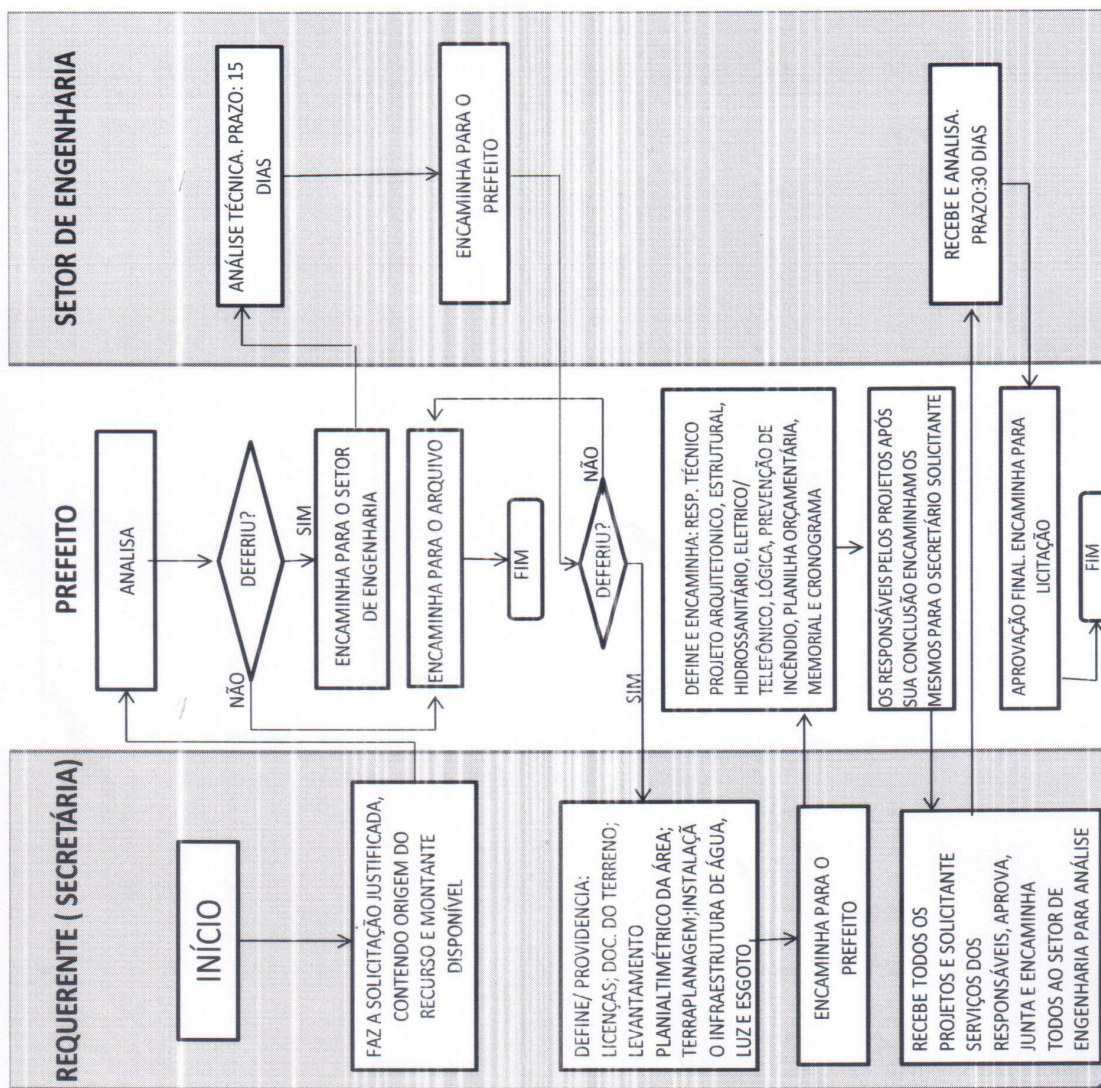 REQUERENTE ( SECRETÁRIA)
INÍCIO
FAZ A SOLICITAÇÃO JUSTIFICADA,
CONTENDO ORIGEM DO
RECURSO E MONTANTE
DISPONÍVEL
DEFINE/ PROVIDENCIA:
LICENÇAS; DOC. DO TERRENO;
LEVANTAMENTO
PLANIALTIMÉTRICO DA ÁREA;
TERRAPLANAGEM;INSTALAÇÃ
O INFRAESTRUTURA DE ÁGUA,
LUZ E ESGOTO
ENCAMINHA PARA O
PREFEITO
RECEBE TODOS OS
PROJETOS E SOLICITANTE
SERVIÇOS DOS
RESPONSÁVEIS, APROVA,
JUNTA E ENCAMINHA
TODOS AO SETOR DE
ENGENHARIA PARA ANÁLISE
PREFEITO
ANALISA
DEFERIU?
NÃO
SIM
ENCAMINHA PARA O SETOR
DE ENGENHARIA
ENCAMINHA PARA O ARQUIVO
FIM
DEFERIU?
NÃO
SIM
DEFINE E ENCAMINHA: RESP. TÉCNICO
PROJETO ARQUITETONICO, ESTRUTURAL,
HIDROSSANITÁRIO, ELETRICO/
TELEFÔNICO, LÓGICA, PREVENÇÃO DE
INCÊNDIO, PLANILHA ORÇAMENTÁRIA,
MEMORIAL E CRONOGRAMA
OS RESPONSÁVEIS PELOS PROJETOS APÓS
SUA CONCLUSÃO ENCAMINHAM OS
MESMOS PARA O SECRETÁRIO SOLICITANTE
APROVAÇÃO FINAL. ENCAMINHA PARA
LICITAÇÃO
FIM
SETOR DE ENGENHARIA
ANÁLISE TÉCNICA. PRAZO: 15
DIAS
ENCAMINHA PARA O
PREFEITO
RECEBE E ANALISA.
PRAZO:30 DIAS